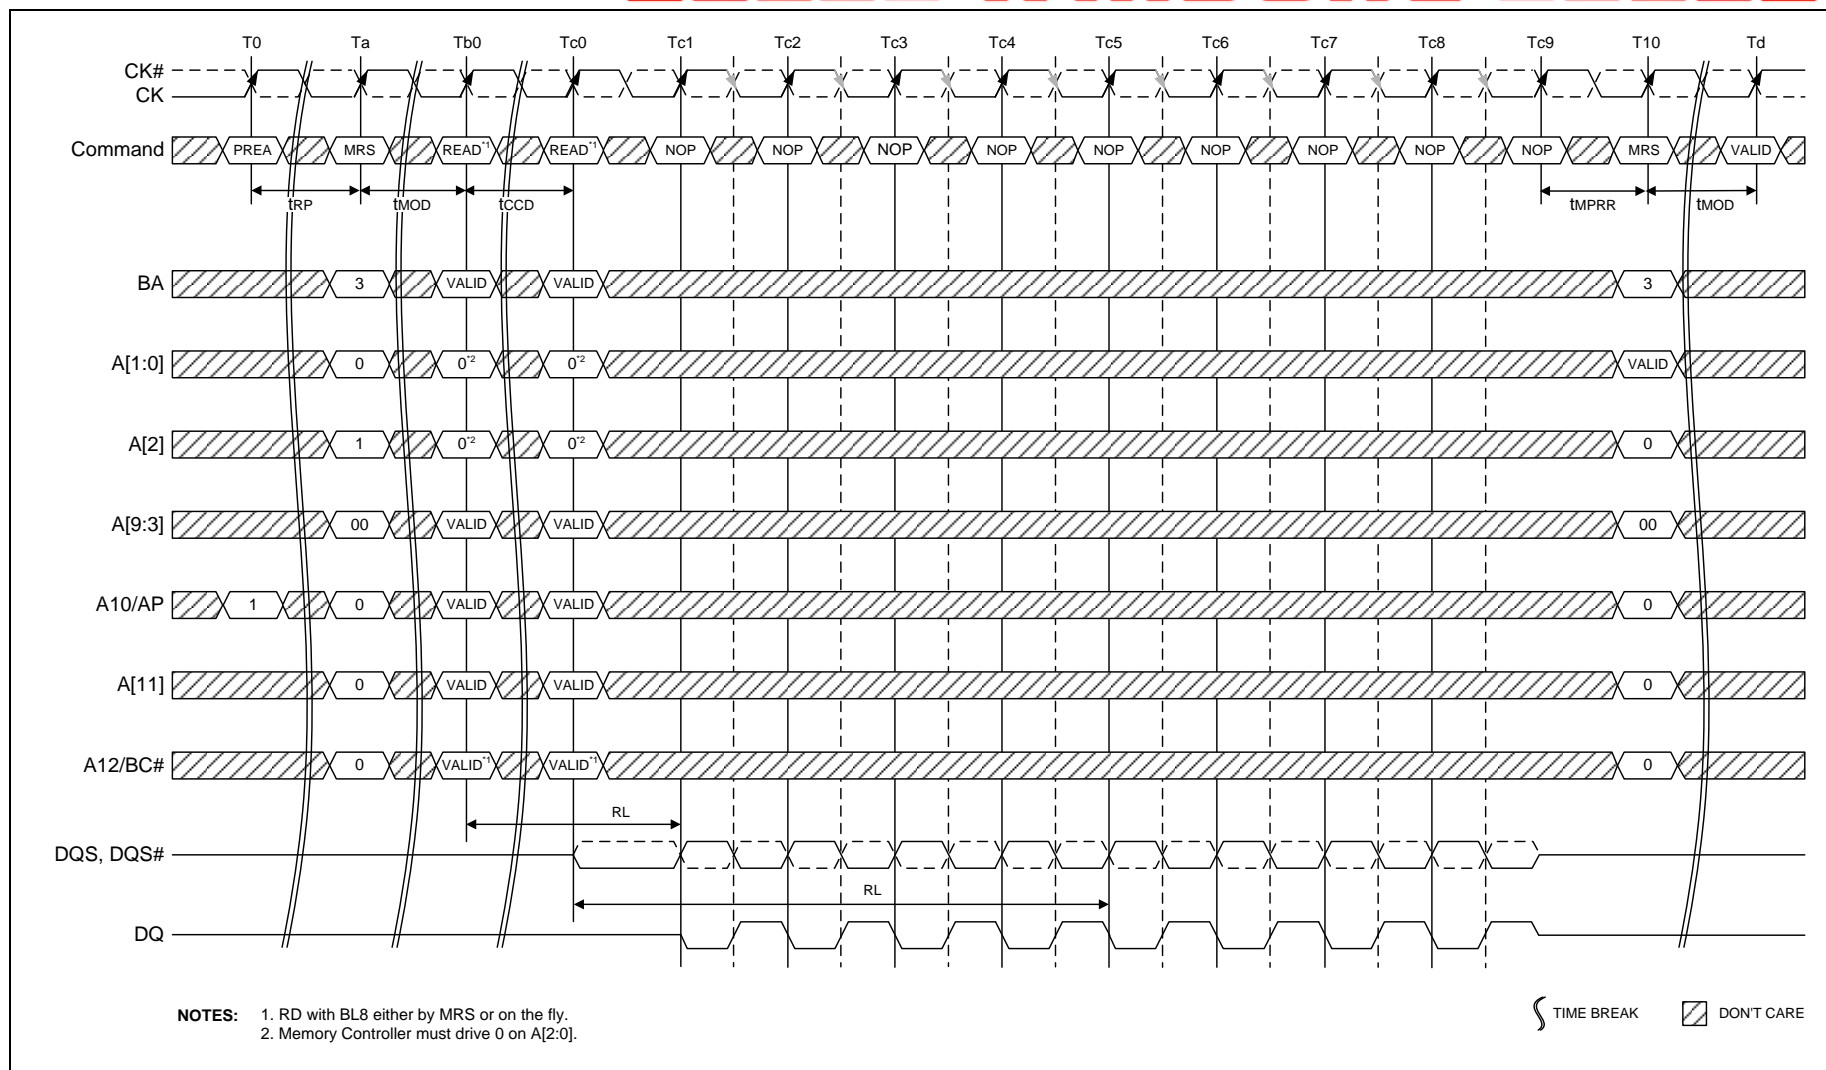 T0 Ta Tb0 Tc0 Tc1 Tc2 Tc3 Tc4 Tc5 Tc6 Tc7 Tc8 Tc9 T10 Td
CK#
CK
Command PREA MRS READ*1 READ*1 NOP NOP NOP NOP NOP NOP NOP NOP NOP MRS VALID
tRP tMOD tCCD tMPRR tMOD
BA 3 VALID VALID 3
A[1:0] 0 0*2 0*2 VALID
A[2] 1 0*2 0*2 0
A[9:3] 00 VALID VALID 00
A10/AP 1 0 VALID VALID 0
A[11] 0 VALID VALID 0
A12/BC# 0 VALID*1 VALID*1 0
RL
DQS, DQS#
RL
DQ
NOTES: 1. RD with BL8 either by MRS or on the fly.
2. Memory Controller must drive 0 on A[2:0].
TIME BREAK DON'T CARE